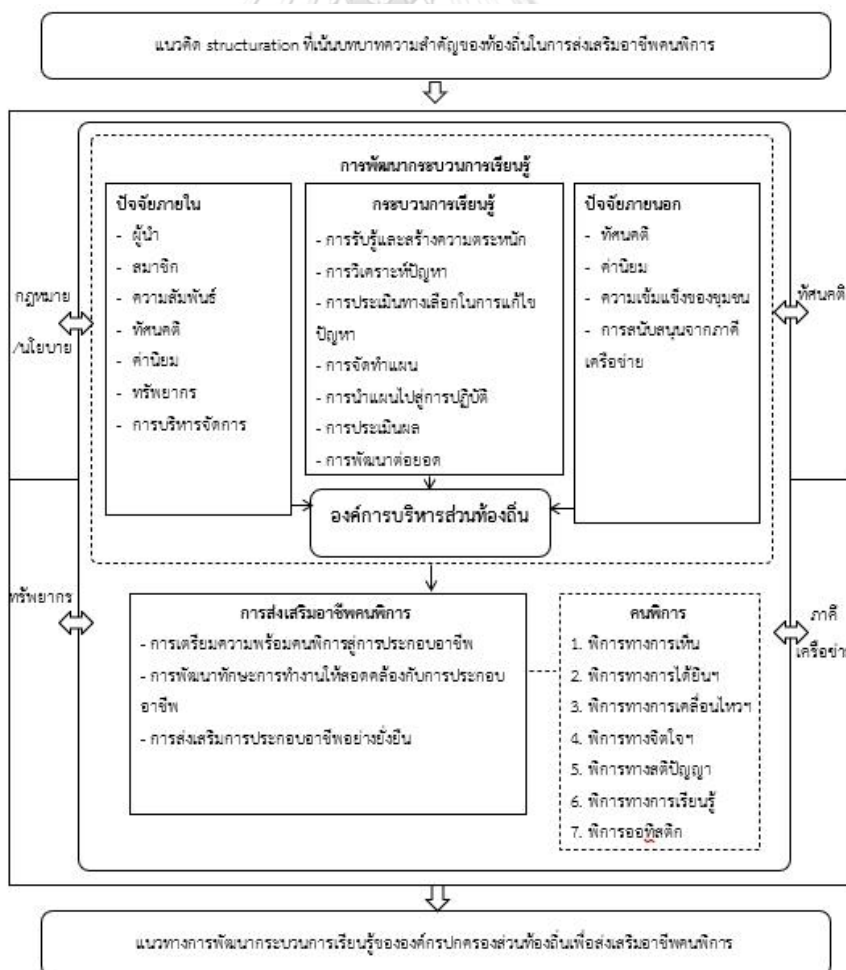 แนวคิด structuration ที่เน้นบทบาทความสำคัญของท้องถิ่นในการส่งเสริมอาชีพคนพิการ
การพัฒนากระบวนการเรียนรู้
ปัจจัยภายใน
- ผู้นำ
- สมาชิก
- ความสัมพันธ์
- ทัศนคติ
- ค่านิยม
- ทรัพยากร
- การบริหารจัดการ
กระบวนการเรียนรู้
- การรับรู้และสร้างความตระหนัก
- การวิเคราะห์ปัญหา
- การประเมินทางเลือกในการแก้ไข
ปัญหา
- การจัดทำแผน
- การนำแผนไปสู่การปฏิบัติ
- การประเมินผล
- การพัฒนาต่อยอด
ปัจจัยภายนอก
- ทัศนคติ
- ค่านิยม
- ความเข้มแข็งของชุมชน
- การสนับสนุนจากภาคี
เครือข่าย
กฎหมาย
/นโยบาย
ทัศนคติ
องค์การบริหารส่วนท้องถิ่น
ทรัพยากร
ภาคี
เครือข่าย
การส่งเสริมอาชีพคนพิการ
- การเตรียมความพร้อมคนพิการสู่การประกอบอาชีพ
- การพัฒนาทักษะการทำงานให้สอดคล้องกับการประกอบ
อาชีพ
- การส่งเสริมการประกอบอาชีพอย่างยั่งยืน
คนพิการ
1. พิการทางการเห็น
2. พิการทางการได้ยินฯ
3. พิการทางการเคลื่อนไหวฯ
4. พิการทางจิตใจฯ
5. พิการทางสติปัญญา
6. พิการทางการเรียนรู้
7. พิการออทิสติก
แนวทางการพัฒนากระบวนการเรียนรู้ขององค์กรปกครองส่วนท้องถิ่นเพื่อส่งเสริมอาชีพคนพิการ